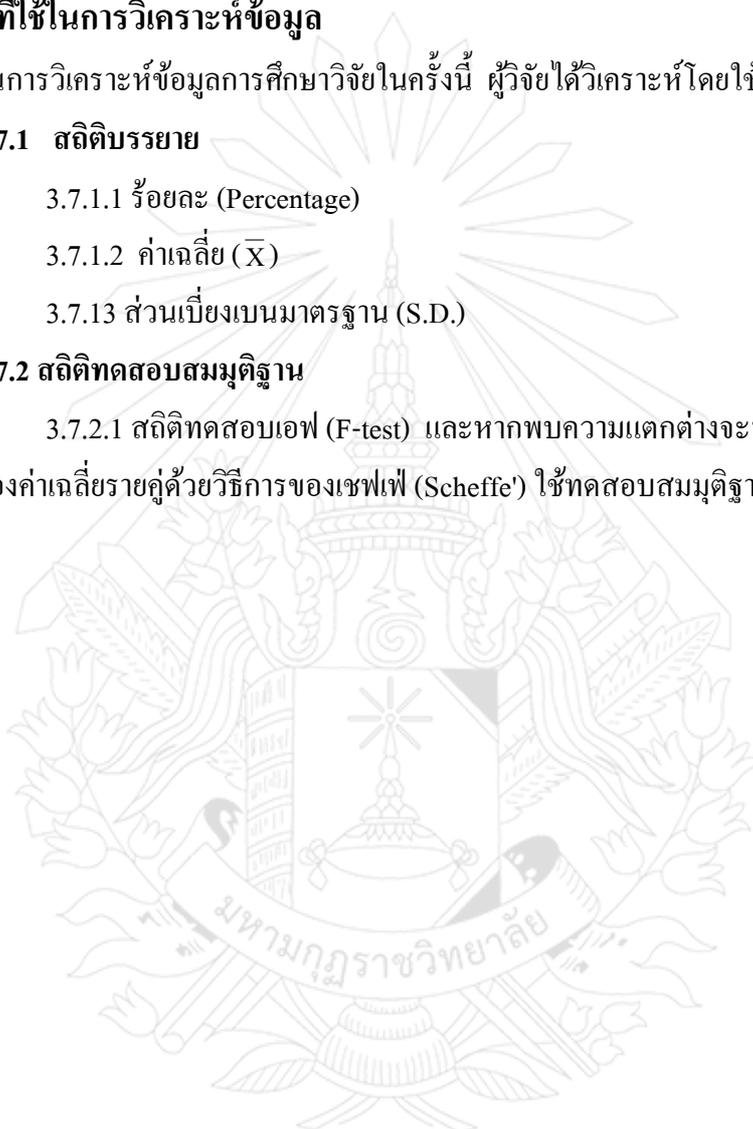 ที่ใช้ในการวิเคราะห์ข้อมูล
ในการวิเคราะห์ข้อมูลการศึกษาวิจัยในครั้งนี้ ผู้วิจัยได้วิเคราะห์โดยใช้
7.1 สถิติบรรยาย
3.7.1.1 ร้อยละ (Percentage)
3.7.1.2 ค่าเฉลี่ย (X̅)
3.7.13 ส่วนเบี่ยงเบนมาตรฐาน (S.D.)
7.2 สถิติทดสอบสมมุติฐาน
3.7.2.1 สถิติทดสอบเอฟ (F-test) และหากพบความแตกต่างจะ
องค่าเฉลี่ยรายคู่ด้วยวิธีการของเชฟเฟ่ (Scheffe') ใช้ทดสอบสมมุติฐา
มหามกุฏราชวิทยาลัย